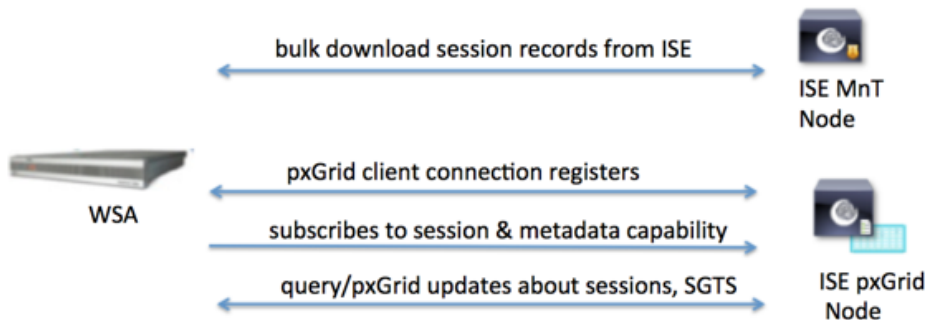 bulk download session records from ISE
ISE MnT
Node
pxGrid client connection registers
WSA
subscribes to session & metadata capability
query/pxGrid updates about sessions, SGTS
ISE pxGrid
Node